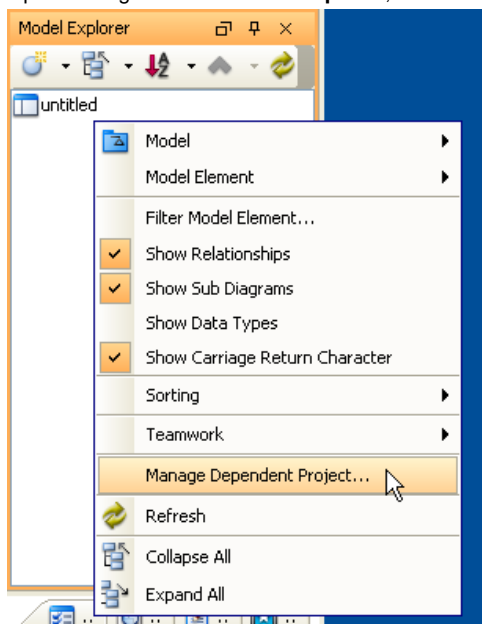 Model Explorer
untitled
Model
Model Element
Filter Model Element...
Show Relationships
Show Sub Diagrams
Show Data Types
Show Carriage Return Character
Sorting
Teamwork
Manage Dependent Project...
Refresh
Collapse All
Expand All